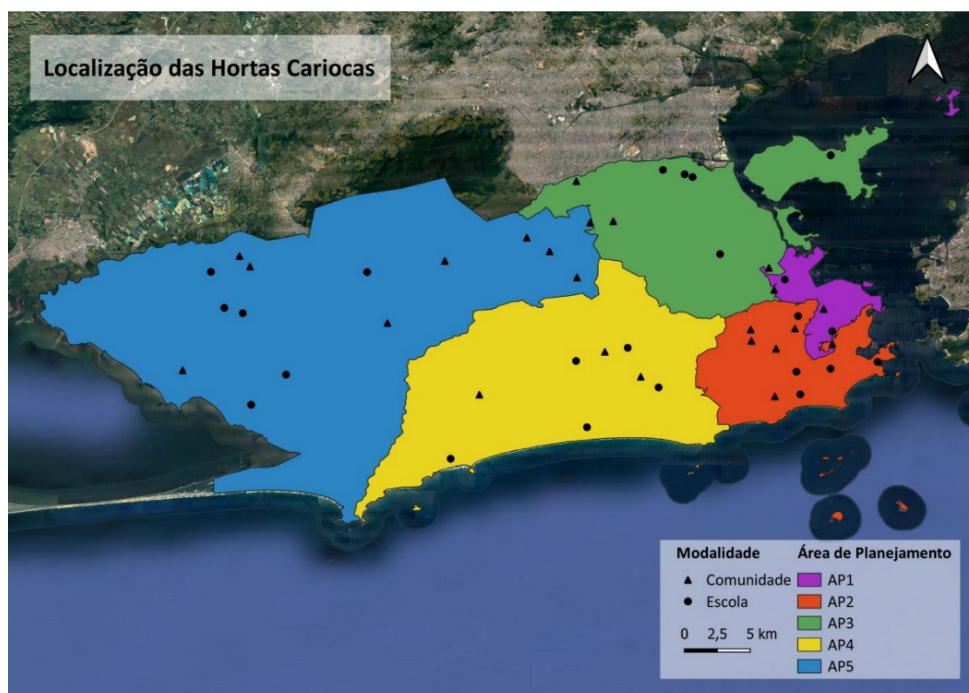 Localização das Hortas Cariocas
Modalidade
Comunidade
Escola
0 2,5 5 km
Área de Planejamento
AP1
AP2
AP3
AP4
AP5